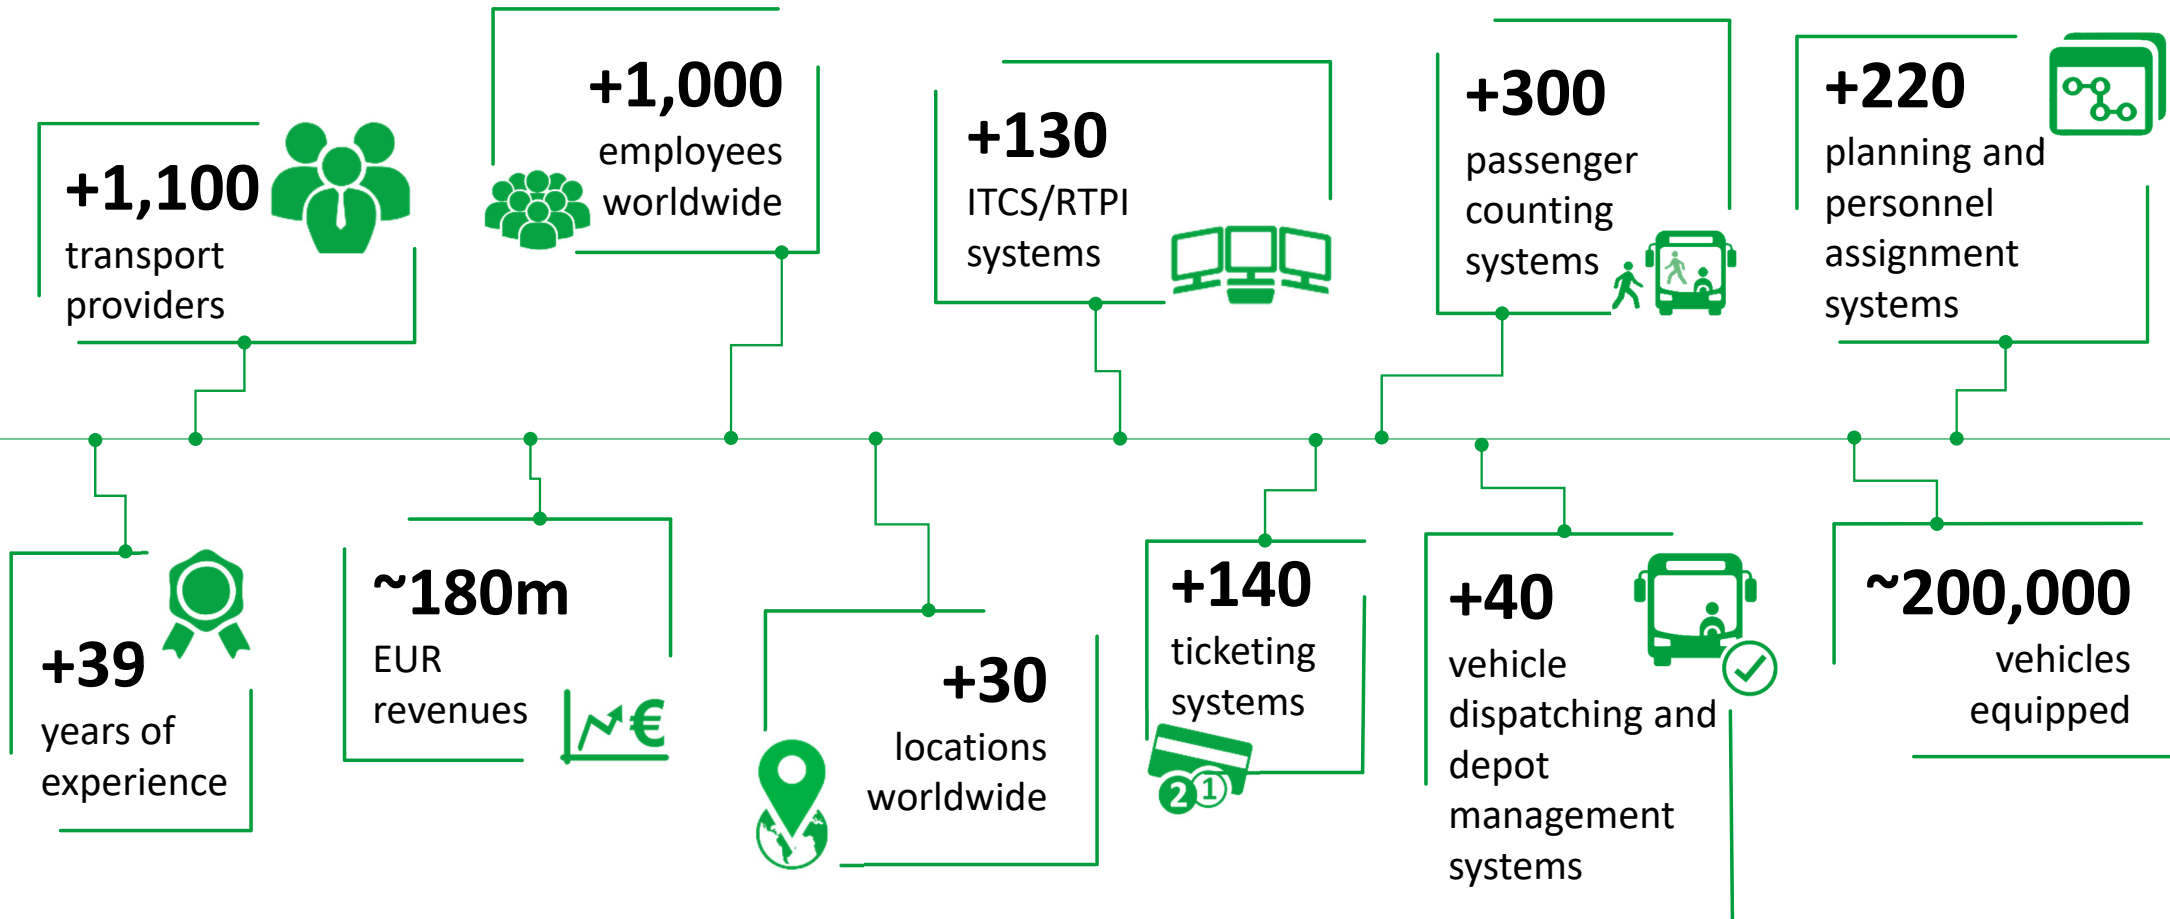 +1,100
transport
providers
+1,000
employees
worldwide
+130
ITCS/RTPI
systems
+300
passenger
counting
systems
+220
planning and
personnel
assignment
systems
+39
years of
experience
~180m
EUR
revenues
€
+30
locations
worldwide
+140
ticketing
systems
2 1
+40
vehicle
dispatching and
depot
management
systems
~200,000
vehicles
equipped